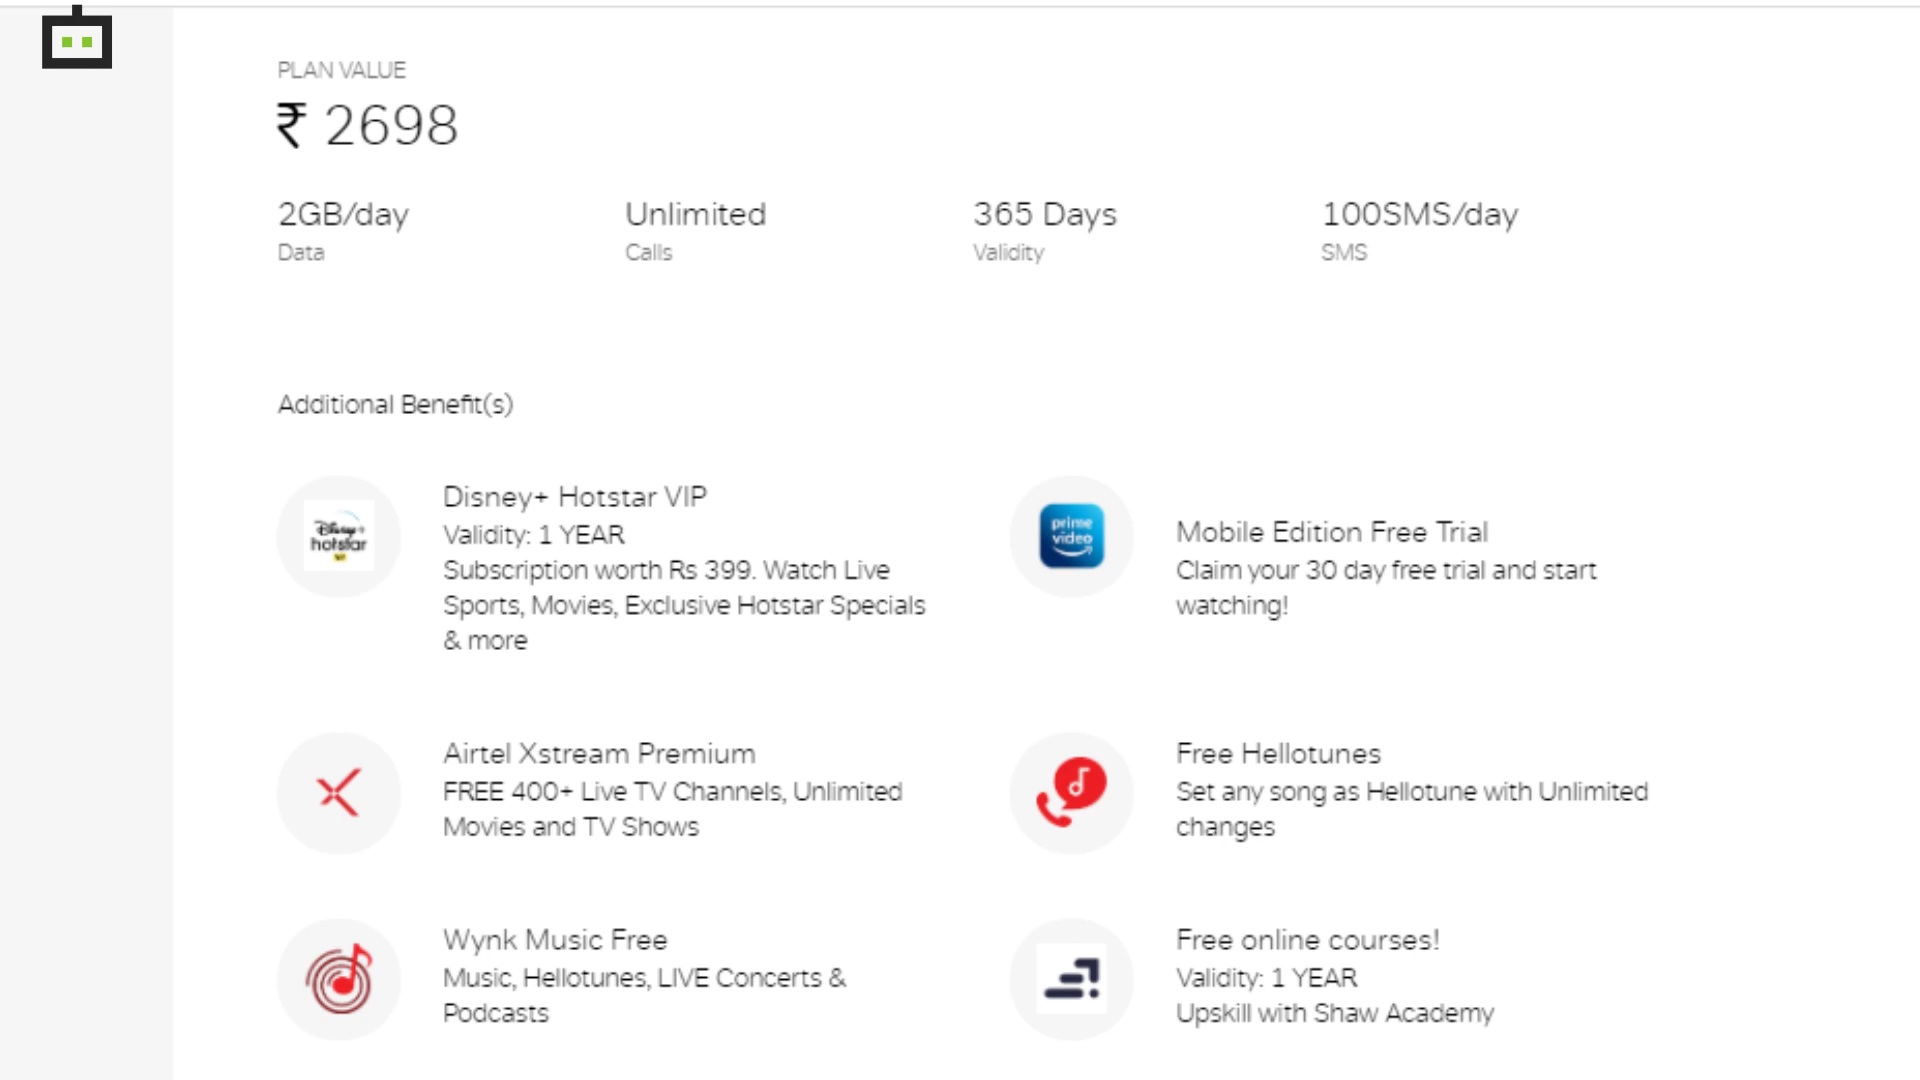 PLAN VALUE
₹ 2698
2GB/day
Data
Unlimited
Calls
365 Days
Validity
100SMS/day
SMS
Additional Benefit(s)
Disney+
hotstar
Disney+ Hotstar VIP
Validity: 1 YEAR
Subscription worth Rs 399. Watch Live
Sports, Movies, Exclusive Hotstar Specials
& more
prime
video
Mobile Edition Free Trial
Claim your 30 day free trial and start
watching!
Airtel Xstream Premium
FREE 400+ Live TV Channels, Unlimited
Movies and TV Shows
Free Hellotunes
Set any song as Hellotune with Unlimited
changes
Wynk Music Free
Music, Hellotunes, LIVE Concerts &
Podcasts
Free online courses!
Validity: 1 YEAR
Upskill with Shaw Academy